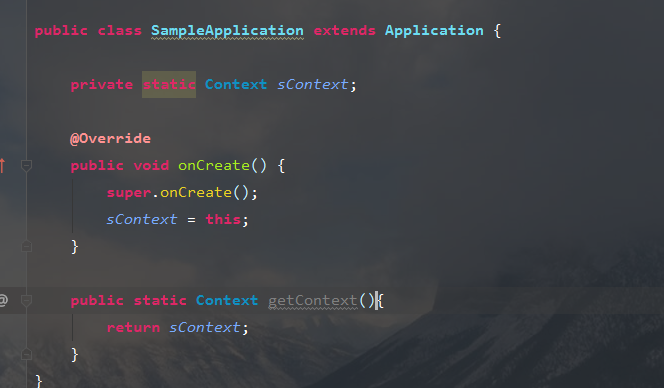 public class SampleApplication extends Application {
private static Context sContext;
@Override
public void onCreate() {
super.onCreate();
sContext = this;
}
public static Context getContext(){
return sContext;
}
}